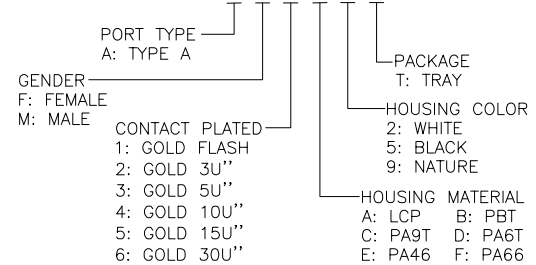 PORT TYPE
A: TYPE A
GENDER
F: FEMALE
M: MALE
CONTACT PLATED
1: GOLD FLASH
2: GOLD 3U''
3: GOLD 5U''
4: GOLD 10U''
5: GOLD 15U''
6: GOLD 30U''
PACKAGE
T: TRAY
HOUSING COLOR
2: WHITE
5: BLACK
9: NATURE
HOUSING MATERIAL
A: LCP B: PBT
C: PA9T D: PA6T
E: PA46 F: PA66